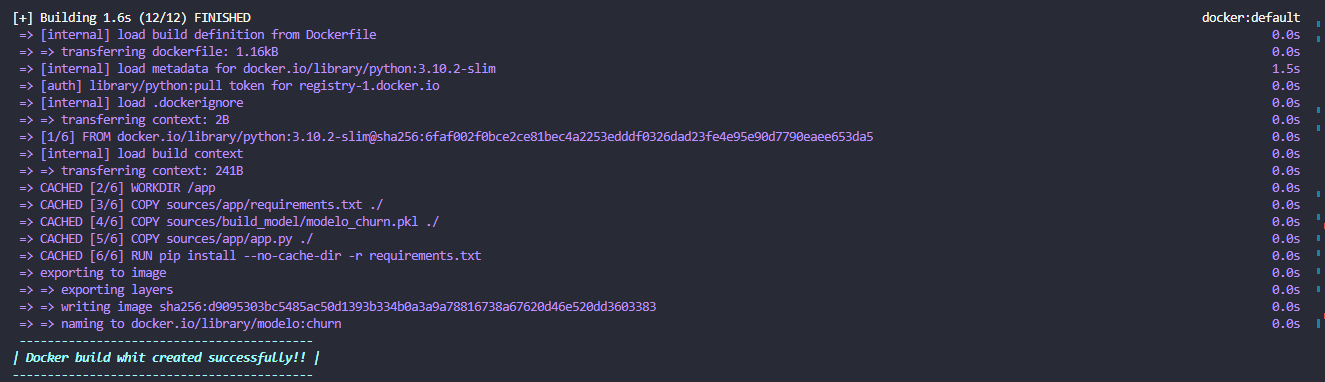 [+] Building 1.6s (12/12) FINISHED docker:default
=> [internal] load build definition from Dockerfile 0.0s
=> => transferring dockerfile: 1.16kB 0.0s
=> [internal] load metadata for docker.io/library/python:3.10.2-slim 1.5s
=> [auth] library/python:pull token for registry-1.docker.io 0.0s
=> [internal] load .dockerignore 0.0s
=> => transferring context: 2B 0.0s
=> [1/6] FROM docker.io/library/python:3.10.2-slim@sha256:6faf002f0bce2ce81bec4a2253edddf0326dad23fe4e95e90d7790eaee653da5 0.0s
=> [internal] load build context 0.0s
=> => transferring context: 241B 0.0s
=> CACHED [2/6] WORKDIR /app 0.0s
=> CACHED [3/6] COPY sources/app/requirements.txt ./ 0.0s
=> CACHED [4/6] COPY sources/build_model/modelo_churn.pkl ./ 0.0s
=> CACHED [5/6] COPY sources/app/app.py ./ 0.0s
=> CACHED [6/6] RUN pip install --no-cache-dir -r requirements.txt 0.0s
=> exporting to image 0.0s
=> => exporting layers 0.0s
=> => writing image sha256:d9095303bc5485ac50d1393b334b0a3a9a78816738a67620d46e520dd3603383 0.0s
=> => naming to docker.io/library/modelo:churn 0.0s
------------------------------------------
| Docker build whit created successfully!! |
-------------------------------------------